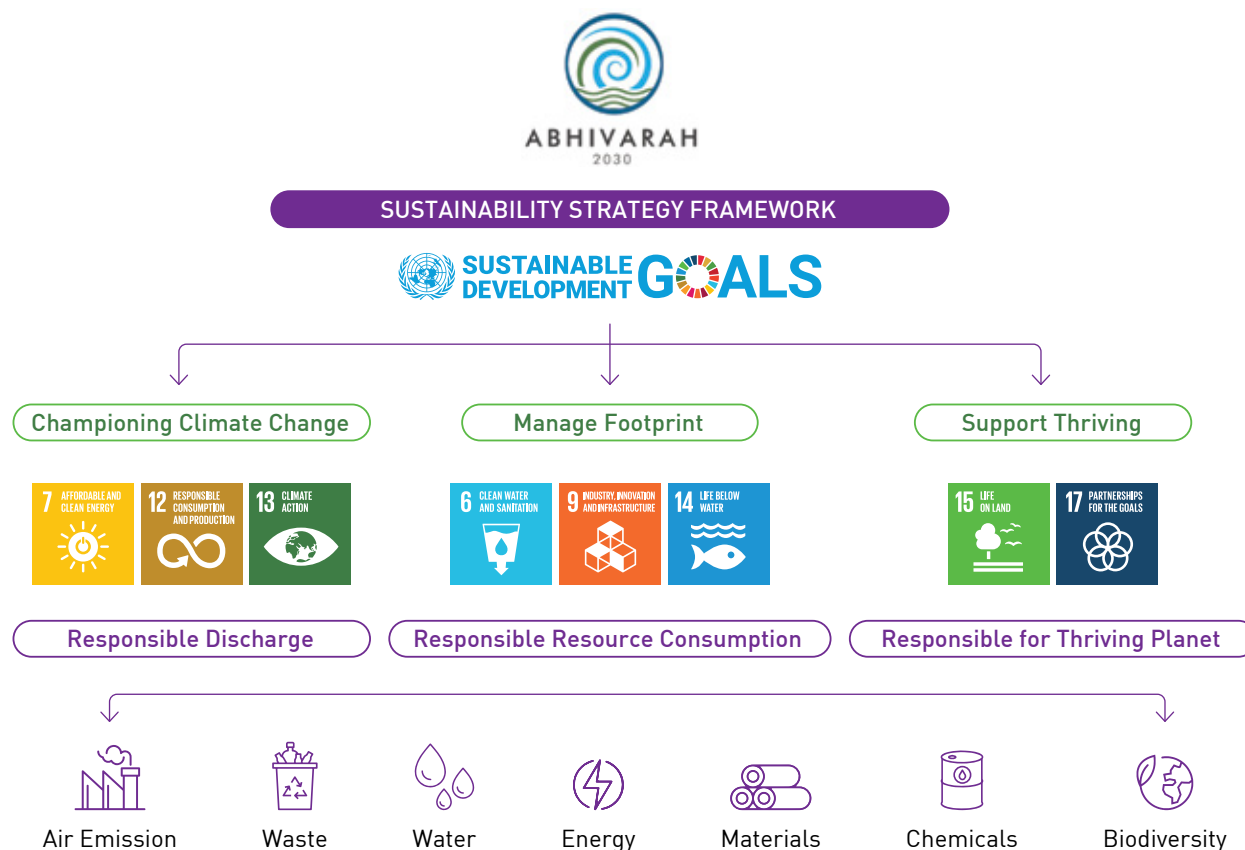 ABHIVARAH
2030
SUSTAINABILITY STRATEGY FRAMEWORK
SUSTAINABLE
DEVELOPMENT
GOALS
Championing Climate Change
Manage Footprint
Support Thriving
7 AFFORDABLE AND
CLEAN ENERGY
12 RESPONSIBLE
CONSUMPTION
AND PRODUCTION
13 CLIMATE
ACTION
6 CLEAN WATER
AND SANITATION
9 INDUSTRY, INNOVATION
AND INFRASTRUCTURE
14 LIFE BELOW
WATER
15 LIFE
ON LAND
17 PARTNERSHIPS
FOR THE GOALS
Responsible Discharge
Responsible Resource Consumption
Responsible for Thriving Planet
Air Emission
Waste
Water
Energy
Materials
Chemicals
Biodiversity